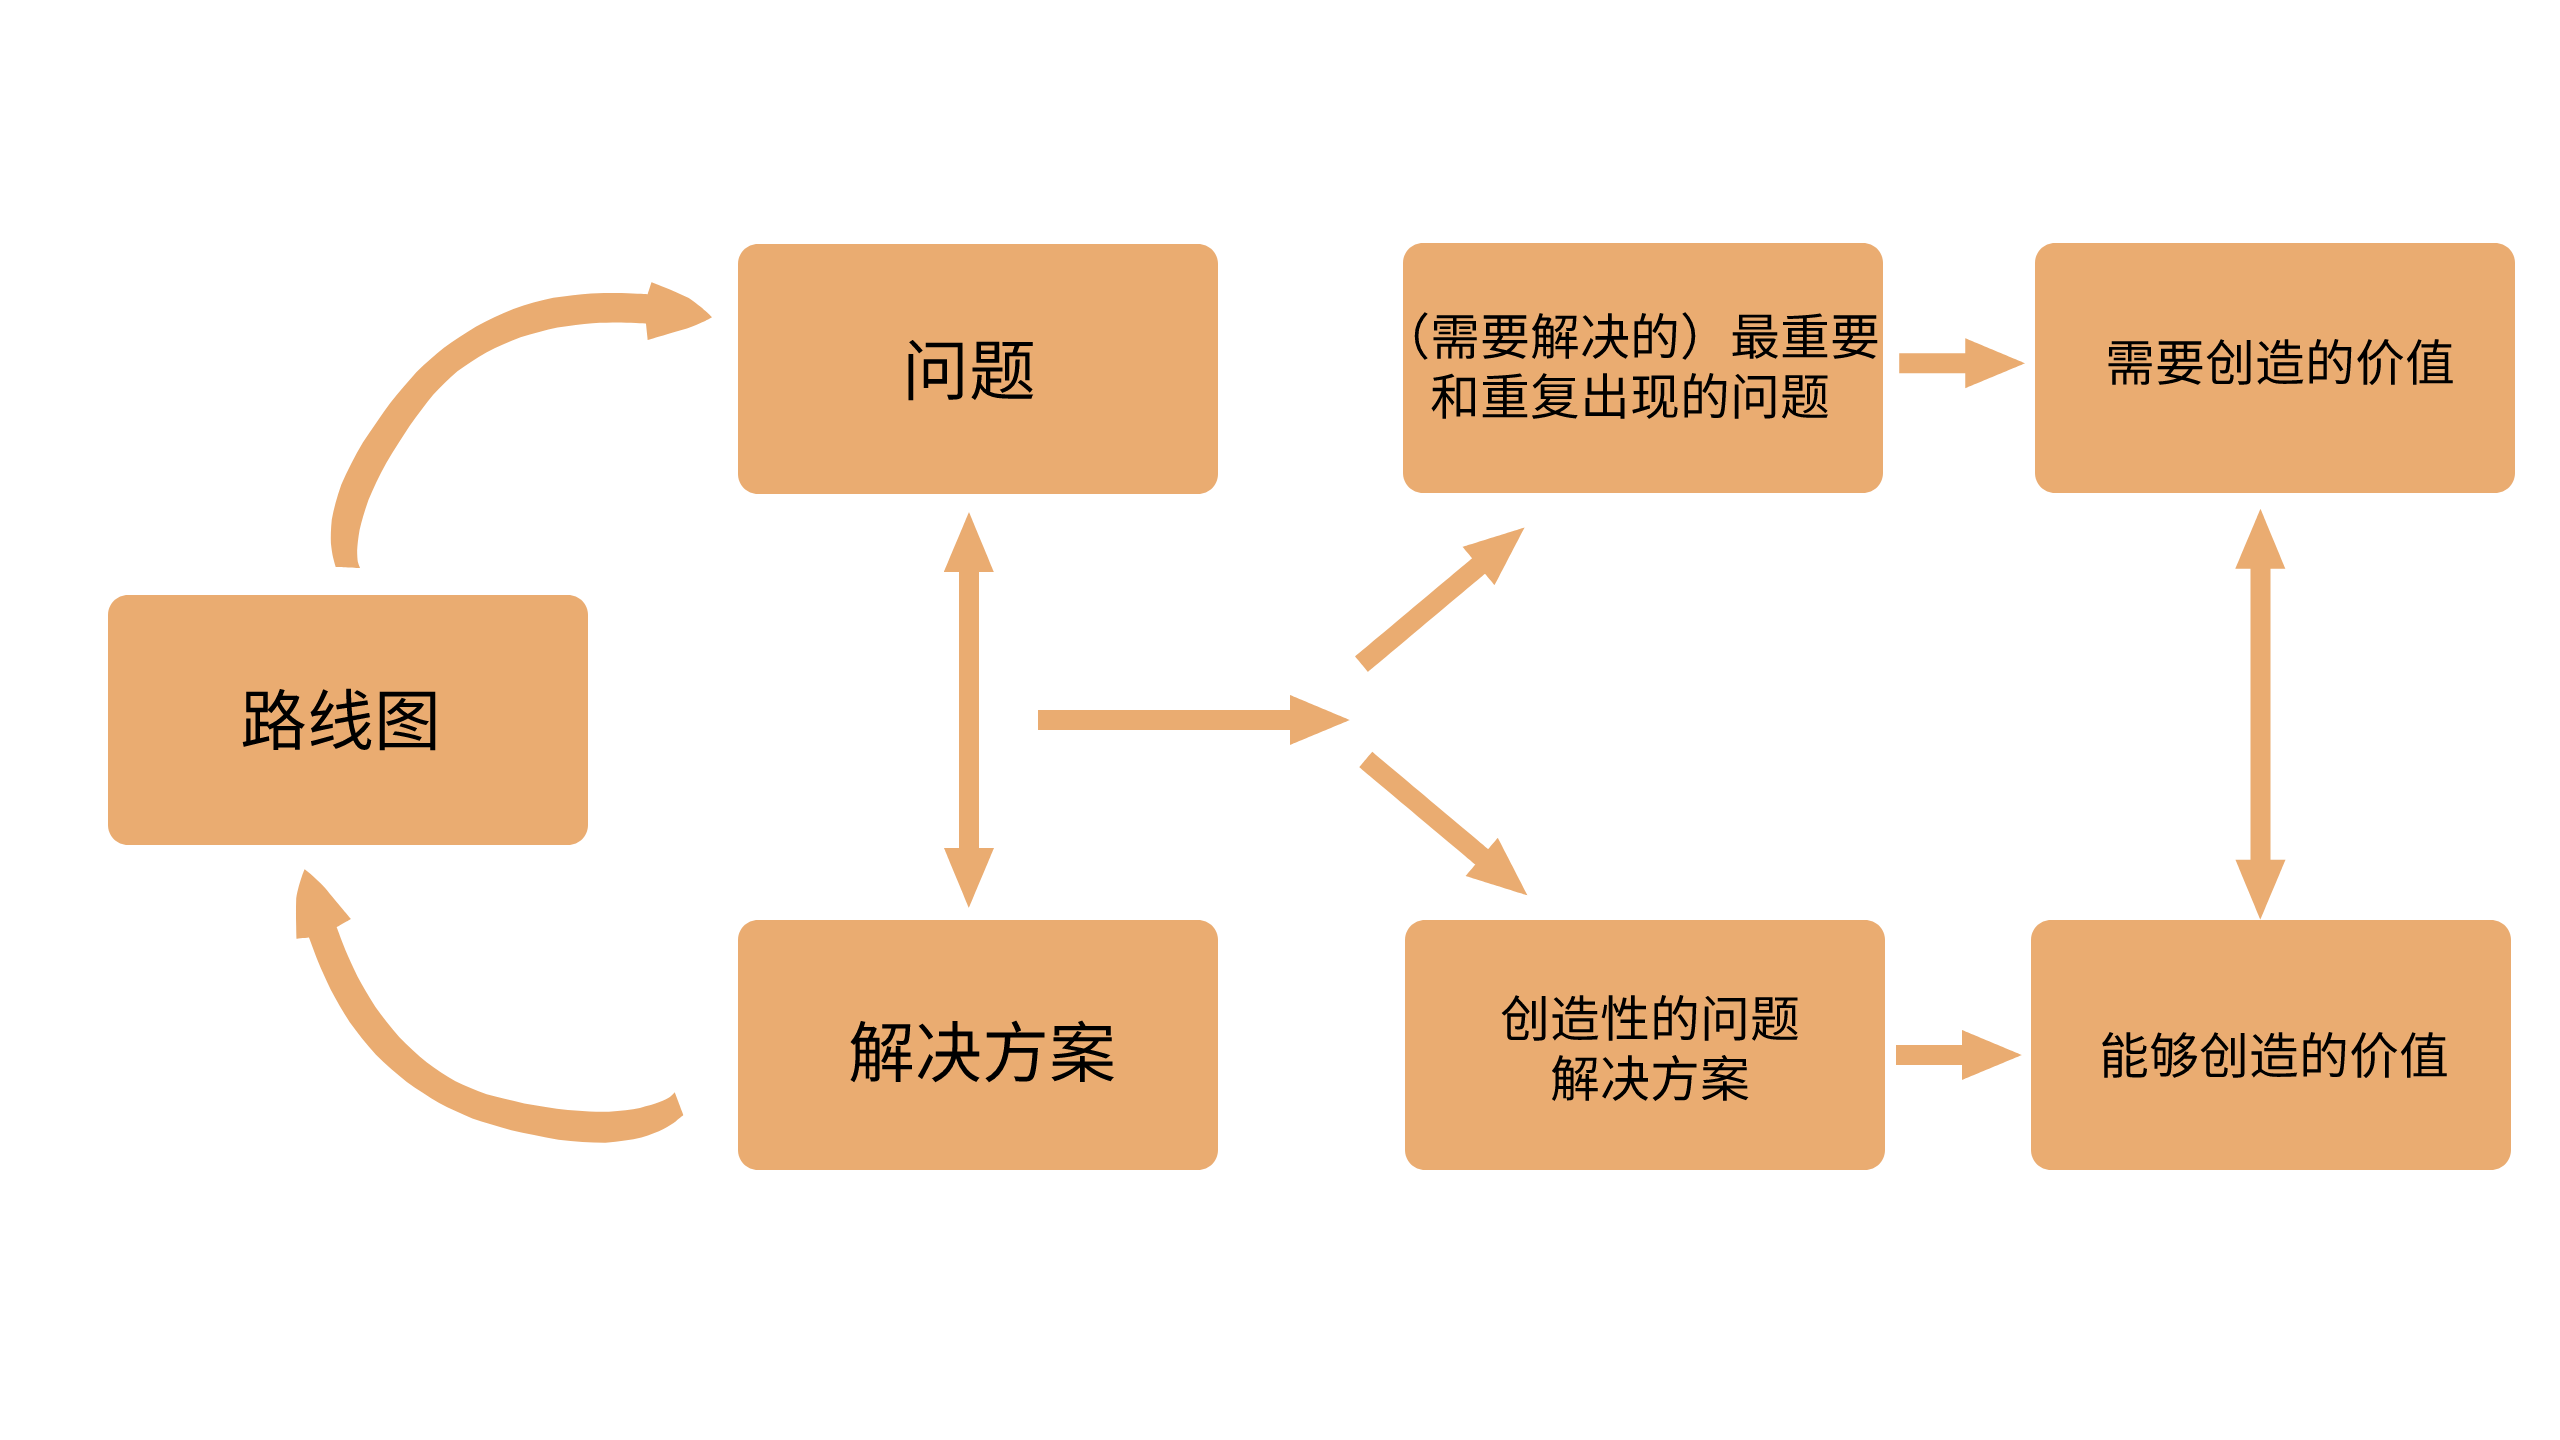 问题
（需要解决的）最重要
和重复出现的问题
需要创造的价值
路线图
解决方案
创造性的问题
解决方案
能够创造的价值